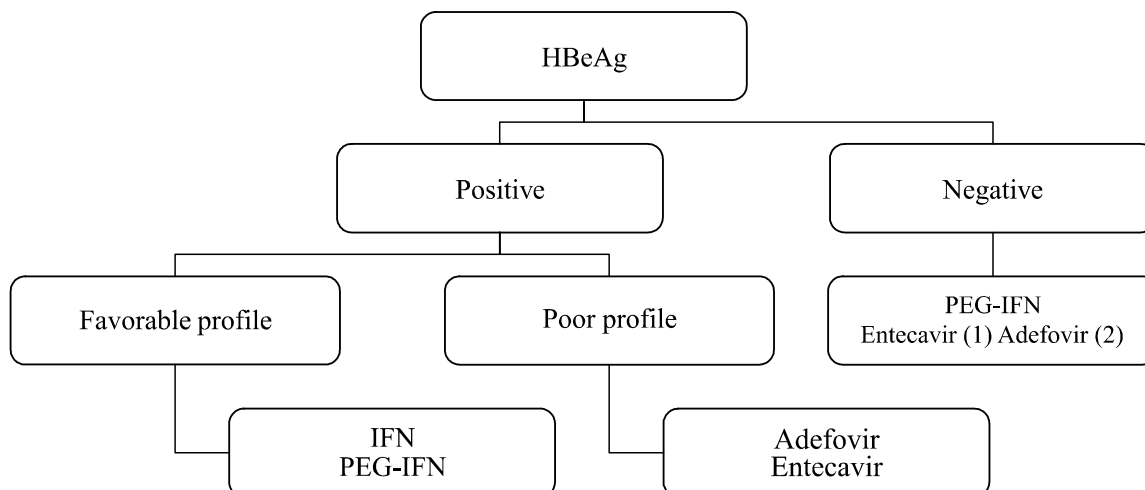 HBeAg
Positive
Negative
Favorable profile
Poor profile
PEG-IFN
Entecavir (1) Adefovir (2)
IFN
PEG-IFN
Adefovir
Entecavir